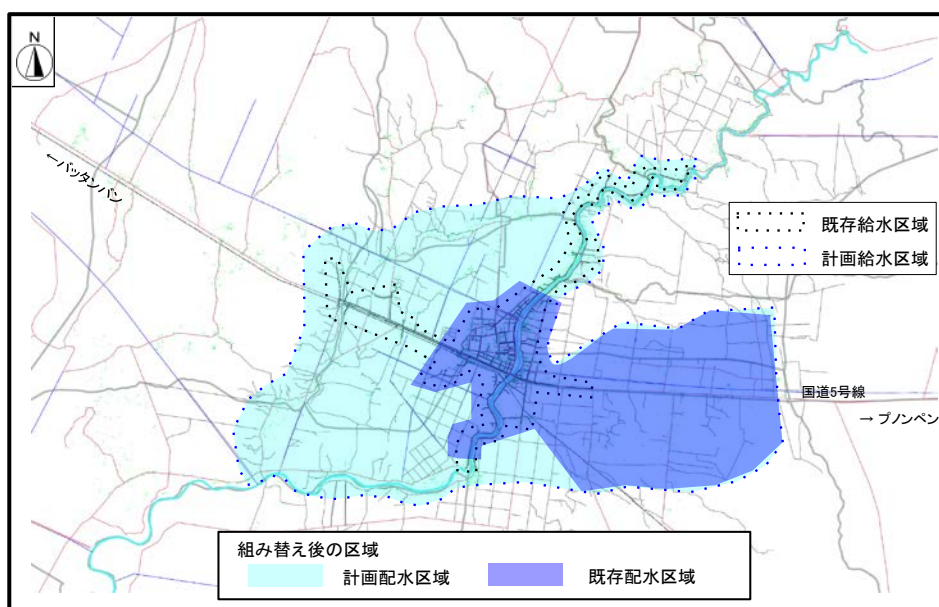 N
←バッタンバン
既存給水区域
計画給水区域
国道5号線
→ プノンペン
組み替え後の区域
計画配水区域
既存配水区域